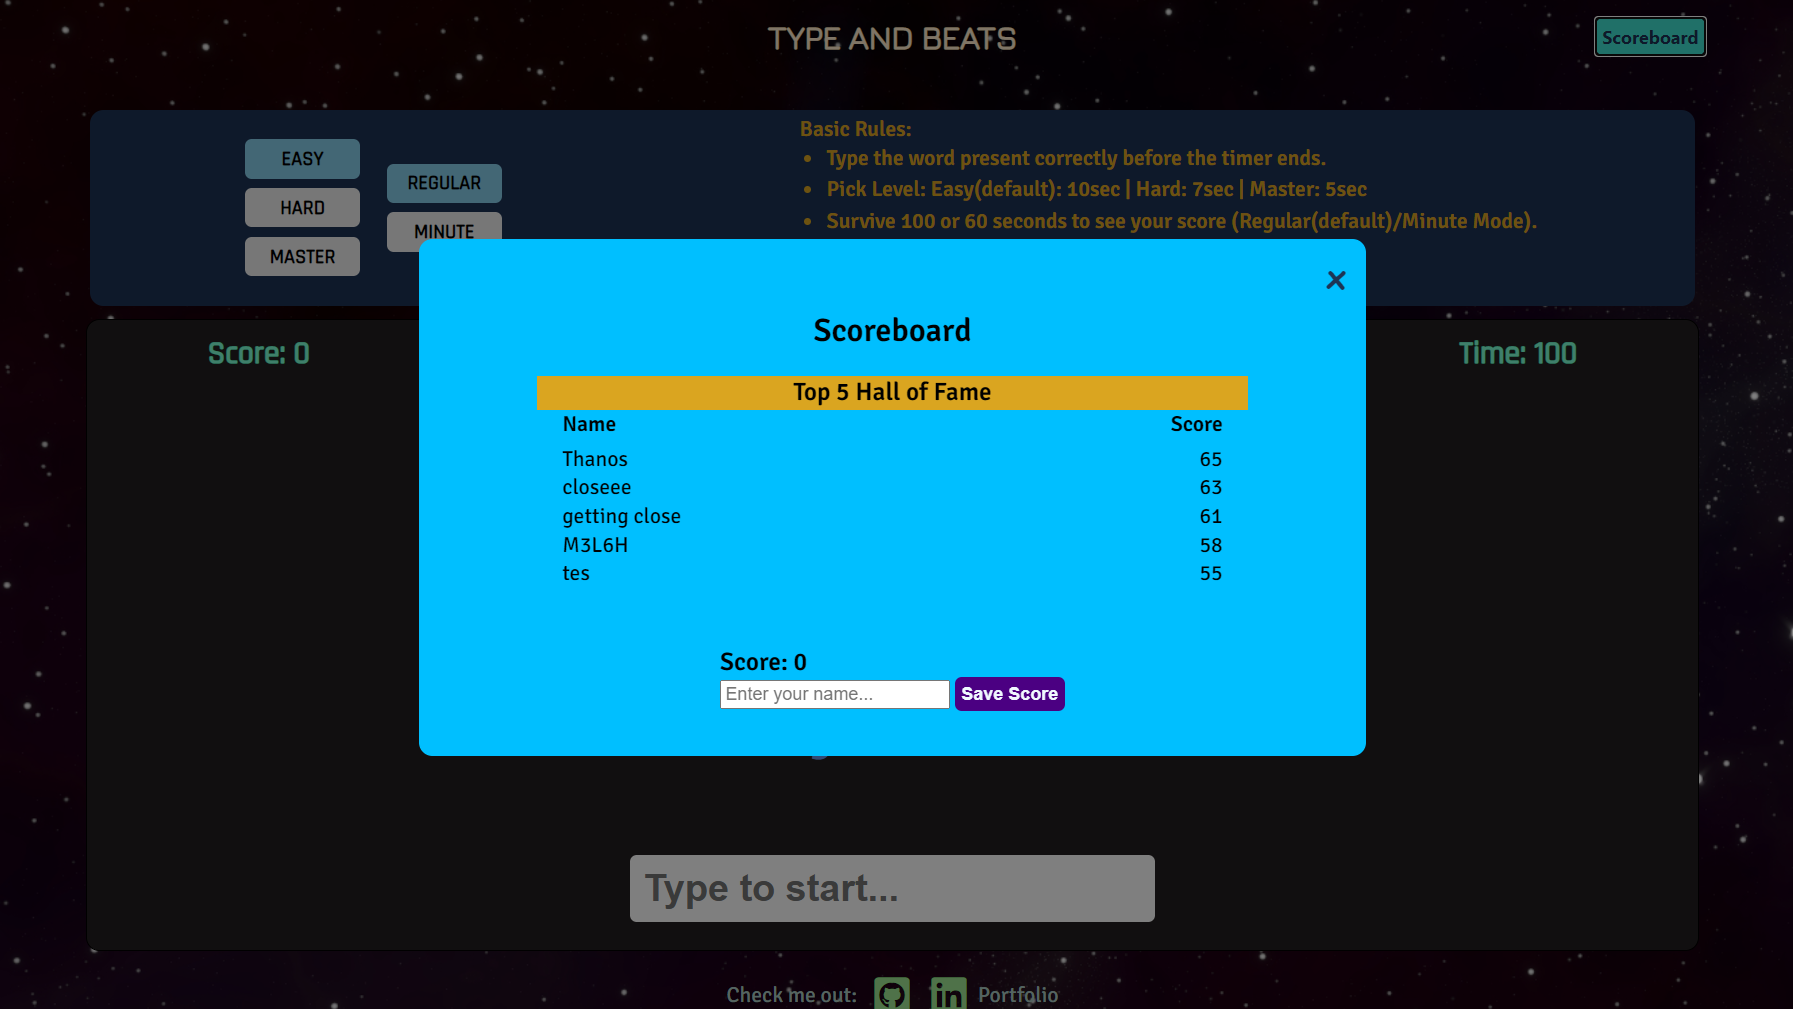 TYPE AND BEATS
Scoreboard
EASY
HARD
MASTER
REGULAR
MINUTE
Basic Rules:
• Type the word present correctly before the timer ends.
• Pick Level: Easy(default): 10sec | Hard: 7sec | Master: 5sec
• Survive 100 or 60 seconds to see your score (Regular(default)/Minute Mode).
Score: 0
Time: 100
×
Scoreboard
Top 5 Hall of Fame
Name Score
Thanos 65
closeee 63
getting close 61
M3L6H 58
tes 55
Score: 0
Enter your name...
Save Score
Type to start...
Check me out: in Portfolio